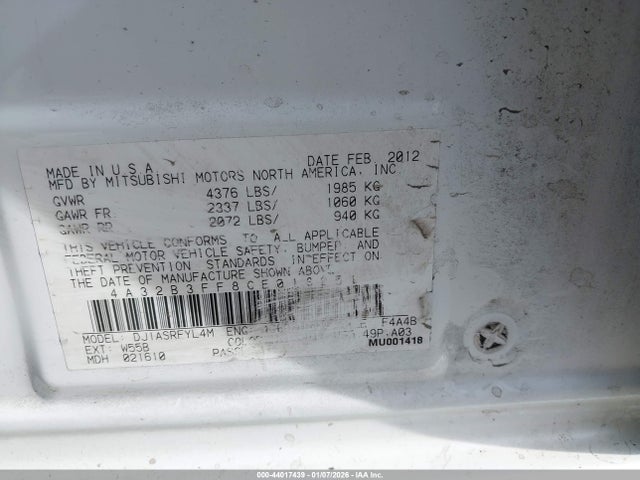 MADE IN U.S.A. DATE FEB, 2012
MFD BY MITSUBISHI MOTORS NORTH AMERICA, INC
GVWR 4376 LBS/ 1985 KG
GAWR FR 2337 LBS/ 1060 KG
GAWR RR 2072 LBS/ 940 KG
THIS VEHICLE CONFORMS TO ALL APPLICABLE
FEDERAL MOTOR VEHICLE SAFETY, BUMPER, AND
THEFT PREVENTION STANDARDS IN EFFECT ON
THE DATE OF MANUFACTURE SHOWN ABOVE.
MODEL: DJ1ASRFYL4M ENG F4A4B
EXT: W55B 49P A03
MDH 021610 MU001418
000-44017439 - 01/07/2026 - IAA Inc.